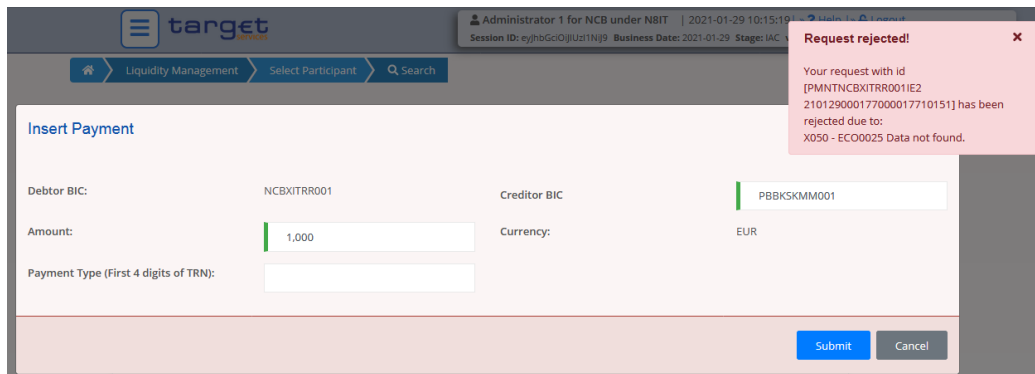 target
services
Administrator 1 for NCB under N8IT | 2021-01-29 10:15:19 | ? Help | Logout
Session ID: eyJhbGciOiJIUzI1NiJ9 Business Date: 2021-01-29 Stage: IAC
Liquidity Management
Select Participant
Search
Request rejected!
Your request with id
[PMNTNCBXITRR001IE2
210129000177000017710151] has been
rejected due to:
X050 - ECO0025 Data not found.
Insert Payment
Debtor BIC: NCBXITRR001 Creditor BIC PBBKSKMM001
Amount: 1,000 Currency: EUR
Payment Type (First 4 digits of TRN):
Submit Cancel